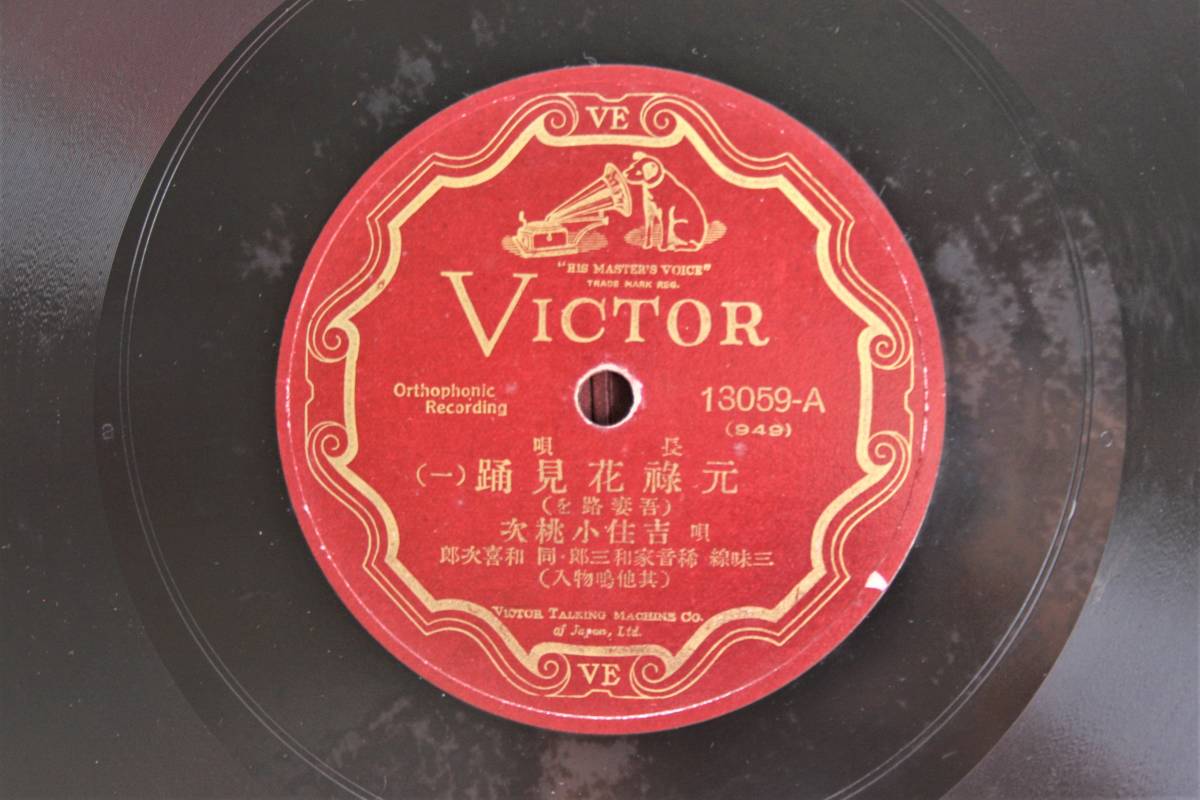 VE
"HIS MASTER'S VOICE"
TRADE MARK REG.
VICTOR
Orthophonic
Recording
13059-A
(949)
長唄
元祿花見踊(一)
(吾妻路を)
唄 吉住小桃次
三味線 稀音家和三郎・同 和喜次郎
(其他鳴物入)
VICTOR TALKING MACHINE CO.
of Japan, Ltd.
VE